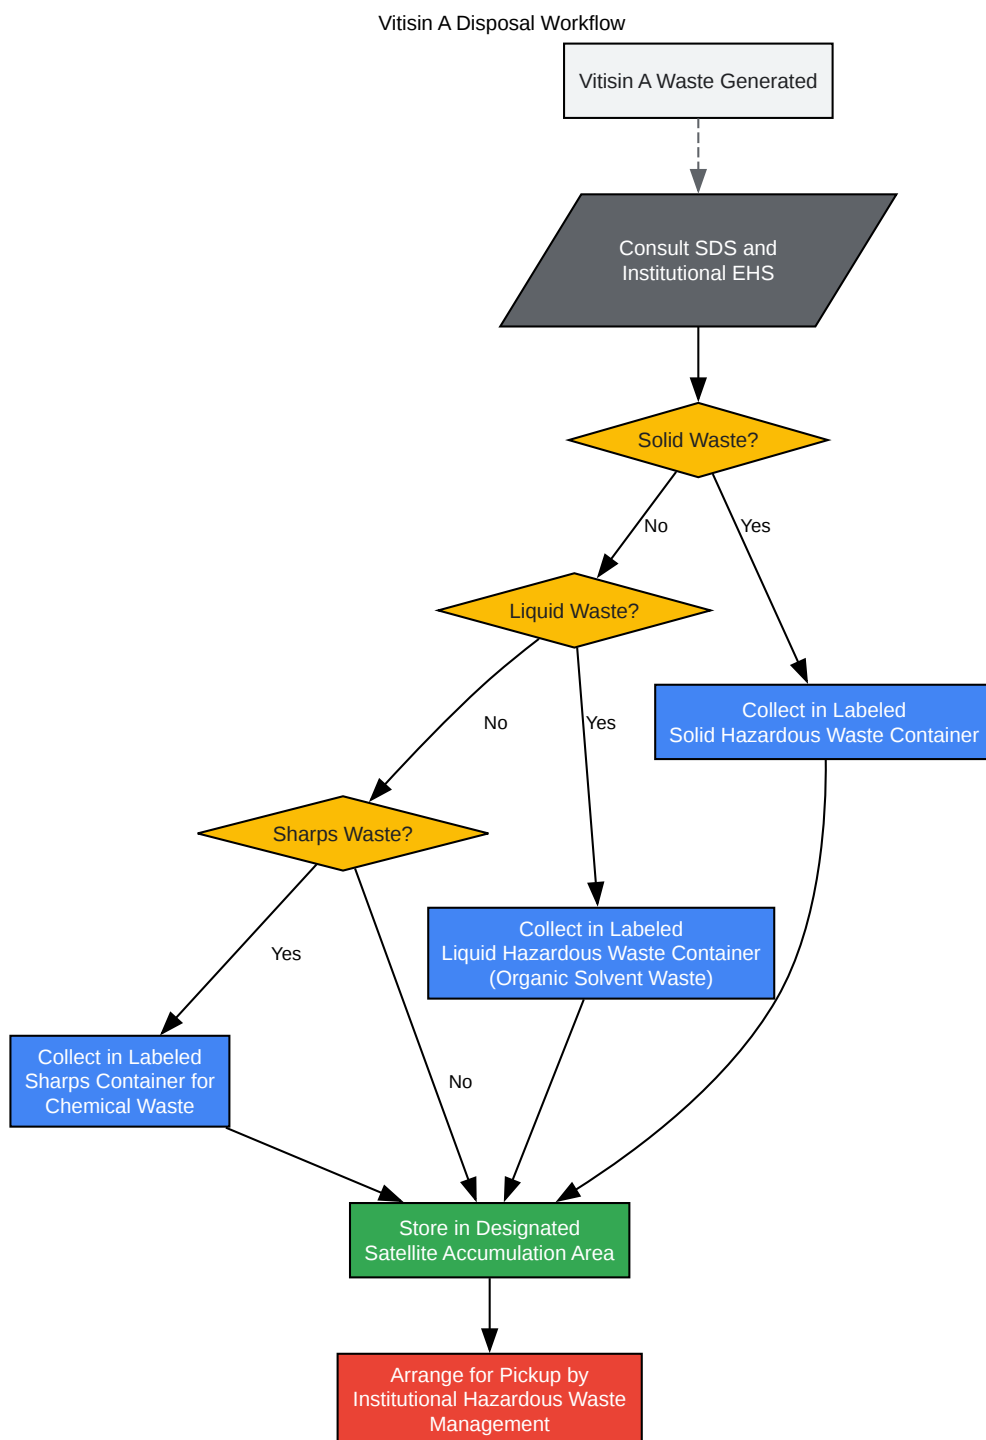 Vitisin A Disposal Workflow
Vitisin A Waste Generated
Consult SDS and
Institutional EHS
Solid Waste?
No
Yes
Liquid Waste?
No
Yes
Collect in Labeled
Solid Hazardous Waste Container
Sharps Waste?
Yes
No
Collect in Labeled
Liquid Hazardous Waste Container
(Organic Solvent Waste)
Collect in Labeled
Sharps Container for
Chemical Waste
Store in Designated
Satellite Accumulation Area
Arrange for Pickup by
Institutional Hazardous Waste
Management